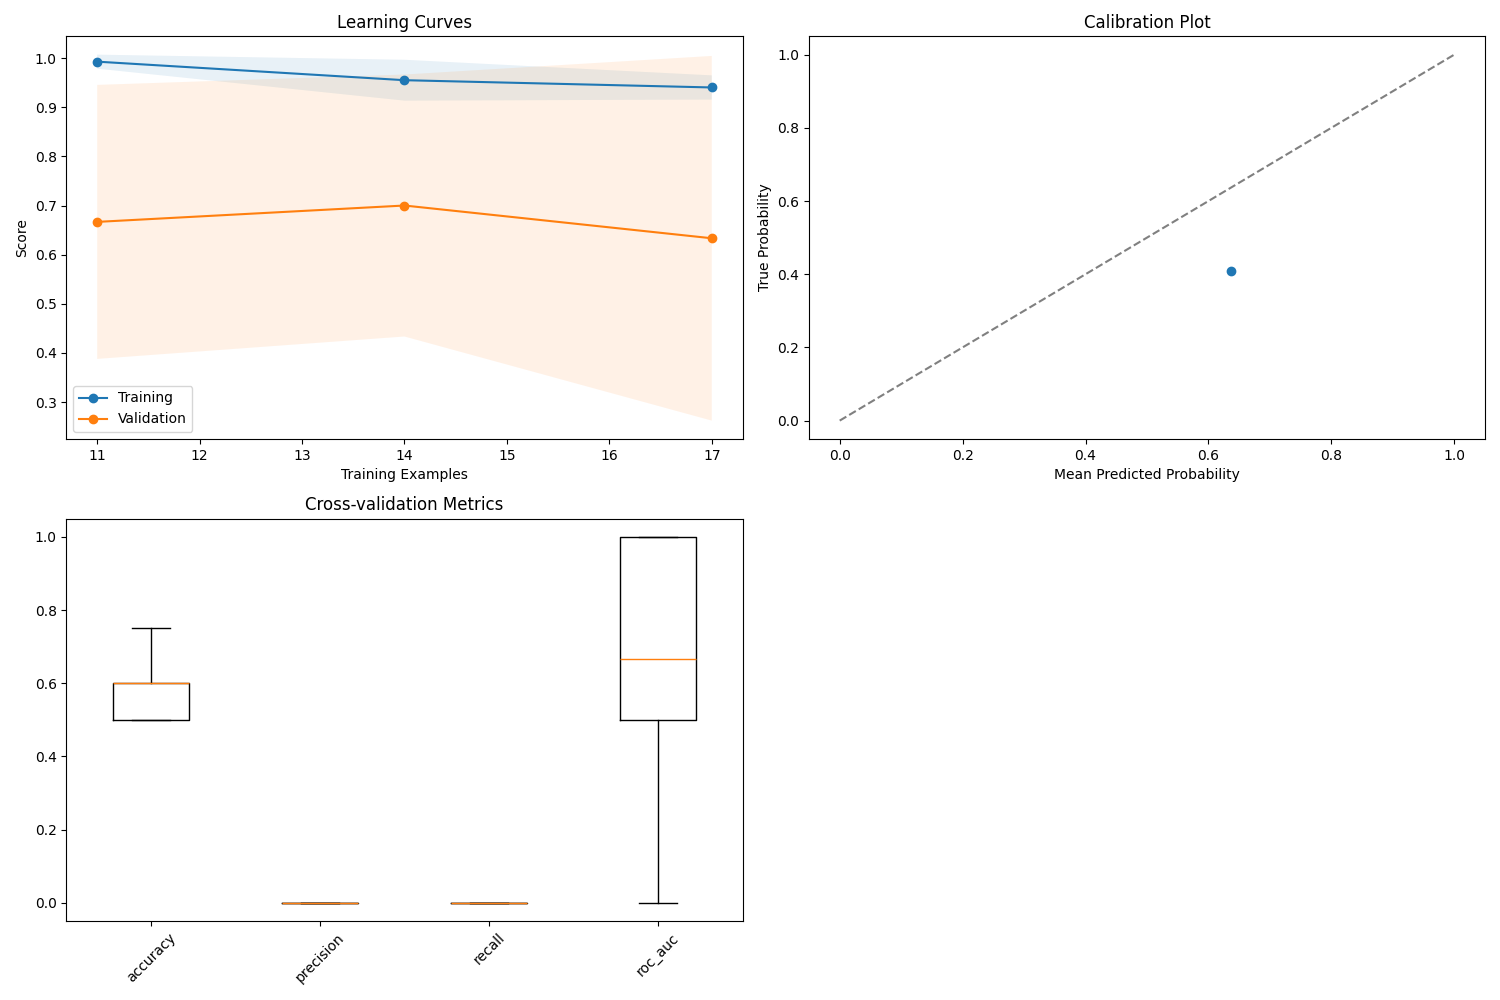 Learning Curves
1.0
0.9
0.8
0.7
0.6
0.5
0.4
0.3
Score
Training
Validation
11 12 13 14 15 16 17
Training Examples
Calibration Plot
1.0
0.8
0.6
0.4
0.2
0.0
True Probability
0.0 0.2 0.4 0.6 0.8 1.0
Mean Predicted Probability
Cross-validation Metrics
1.0
0.8
0.6
0.4
0.2
0.0
accuracy precision recall roc_auc